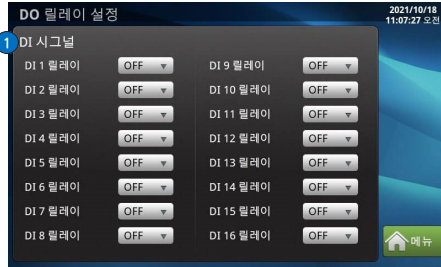 DO 릴레이 설정
2021/10/18
11:07:27 오전
1
DI 시그널
DI 1 릴레이 OFF DI 9 릴레이 OFF
DI 2 릴레이 OFF DI 10 릴레이 OFF
DI 3 릴레이 OFF DI 11 릴레이 OFF
DI 4 릴레이 OFF DI 12 릴레이 OFF
DI 5 릴레이 OFF DI 13 릴레이 OFF
DI 6 릴레이 OFF DI 14 릴레이 OFF
DI 7 릴레이 OFF DI 15 릴레이 OFF
DI 8 릴레이 OFF DI 16 릴레이 OFF
메뉴